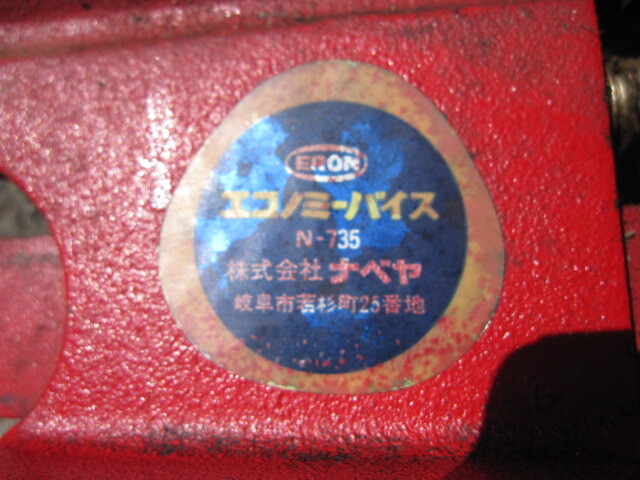 ERON
エコノミーバイス
N-735
株式会社 ナベヤ
岐阜市若杉町25番地